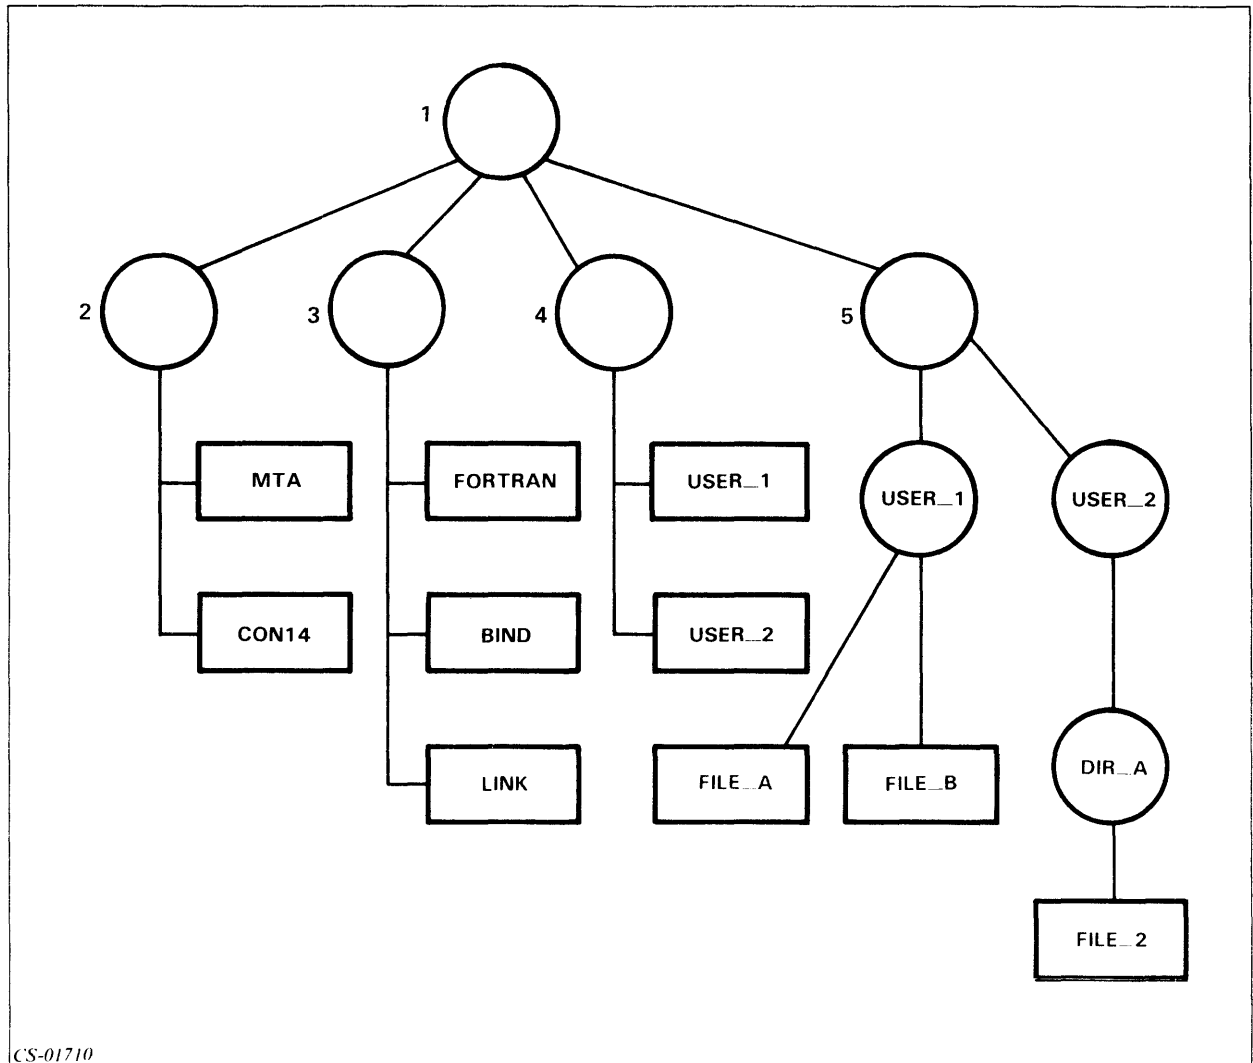 1
2
3
4
5
MTA
FORTRAN
USER_1
USER_1
USER_2
CON14
BIND
USER_2
LINK
FILE_A
FILE_B
DIR_A
FILE_2
CS-01710